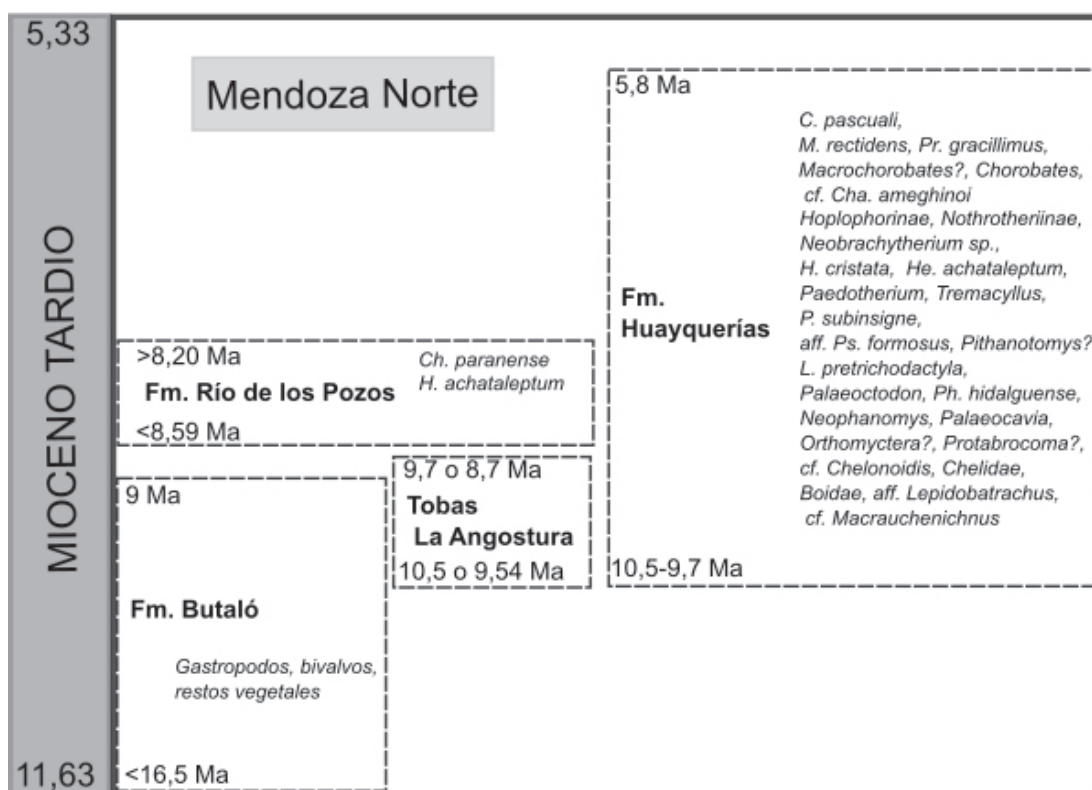 5,33
MIOCENO TARDIO
11,63
Mendoza Norte
>8,20 Ma
Fm. Río de los Pozos
<8,59 Ma
Ch. paranense
H. achataleptum
9 Ma
Fm. Butaló
Gastropodos, bivalvos,
restos vegetales
<16,5 Ma
9,7 o 8,7 Ma
Tobas
La Angostura
10,5 o 9,54 Ma
5,8 Ma
Fm.
Huayquerías
10,5-9,7 Ma
C. pascuali,
M. rectidens, Pr. gracillimus,
Macrochorobates?, Chorobates,
cf. Cha. ameghinoi
Hoplophorinae, Nothrotheriinae,
Neobrachytherium sp.,
H. cristata, He. achataleptum,
Paedotherium, Tremacyllus,
P. subinsigne,
aff. Ps. formosus, Pithanotomys?
L. pretrichodactyla,
Palaeoctodon, Ph. hidalguense,
Neophanomys, Palaeocavia,
Orthomyctera?, Protabrocoma?,
cf. Chelonoidis, Chelidae,
Boidae, aff. Lepidobatrachus,
cf. Macrauchenichnus